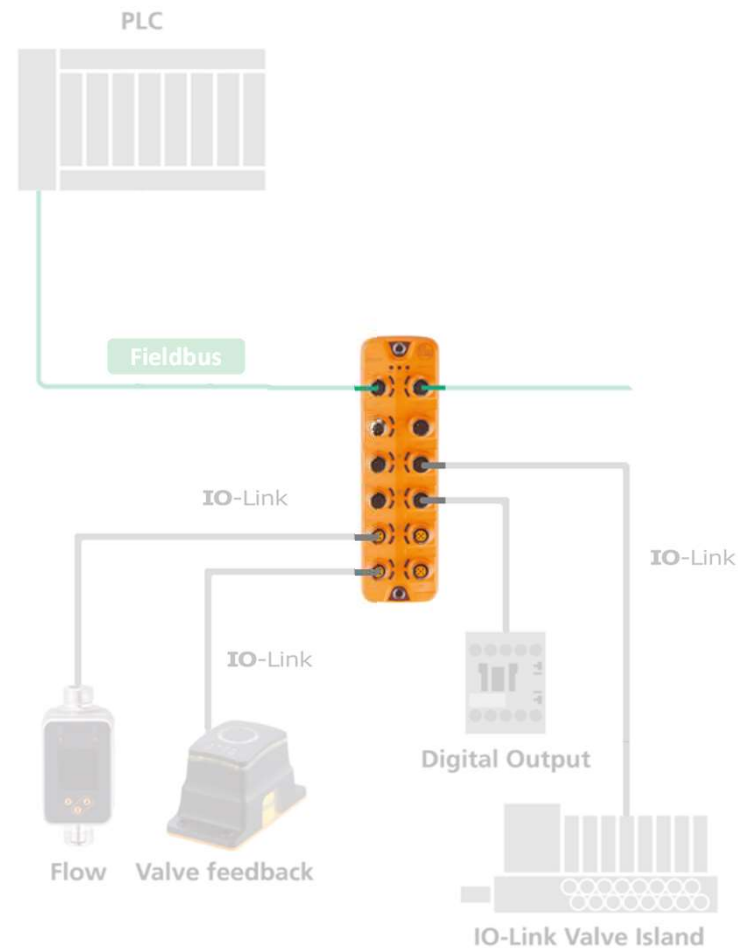 PLC
Fieldbus
IO-Link
IO-Link
IO-Link
Digital Output
Flow
Valve feedback
IO-Link Valve Island